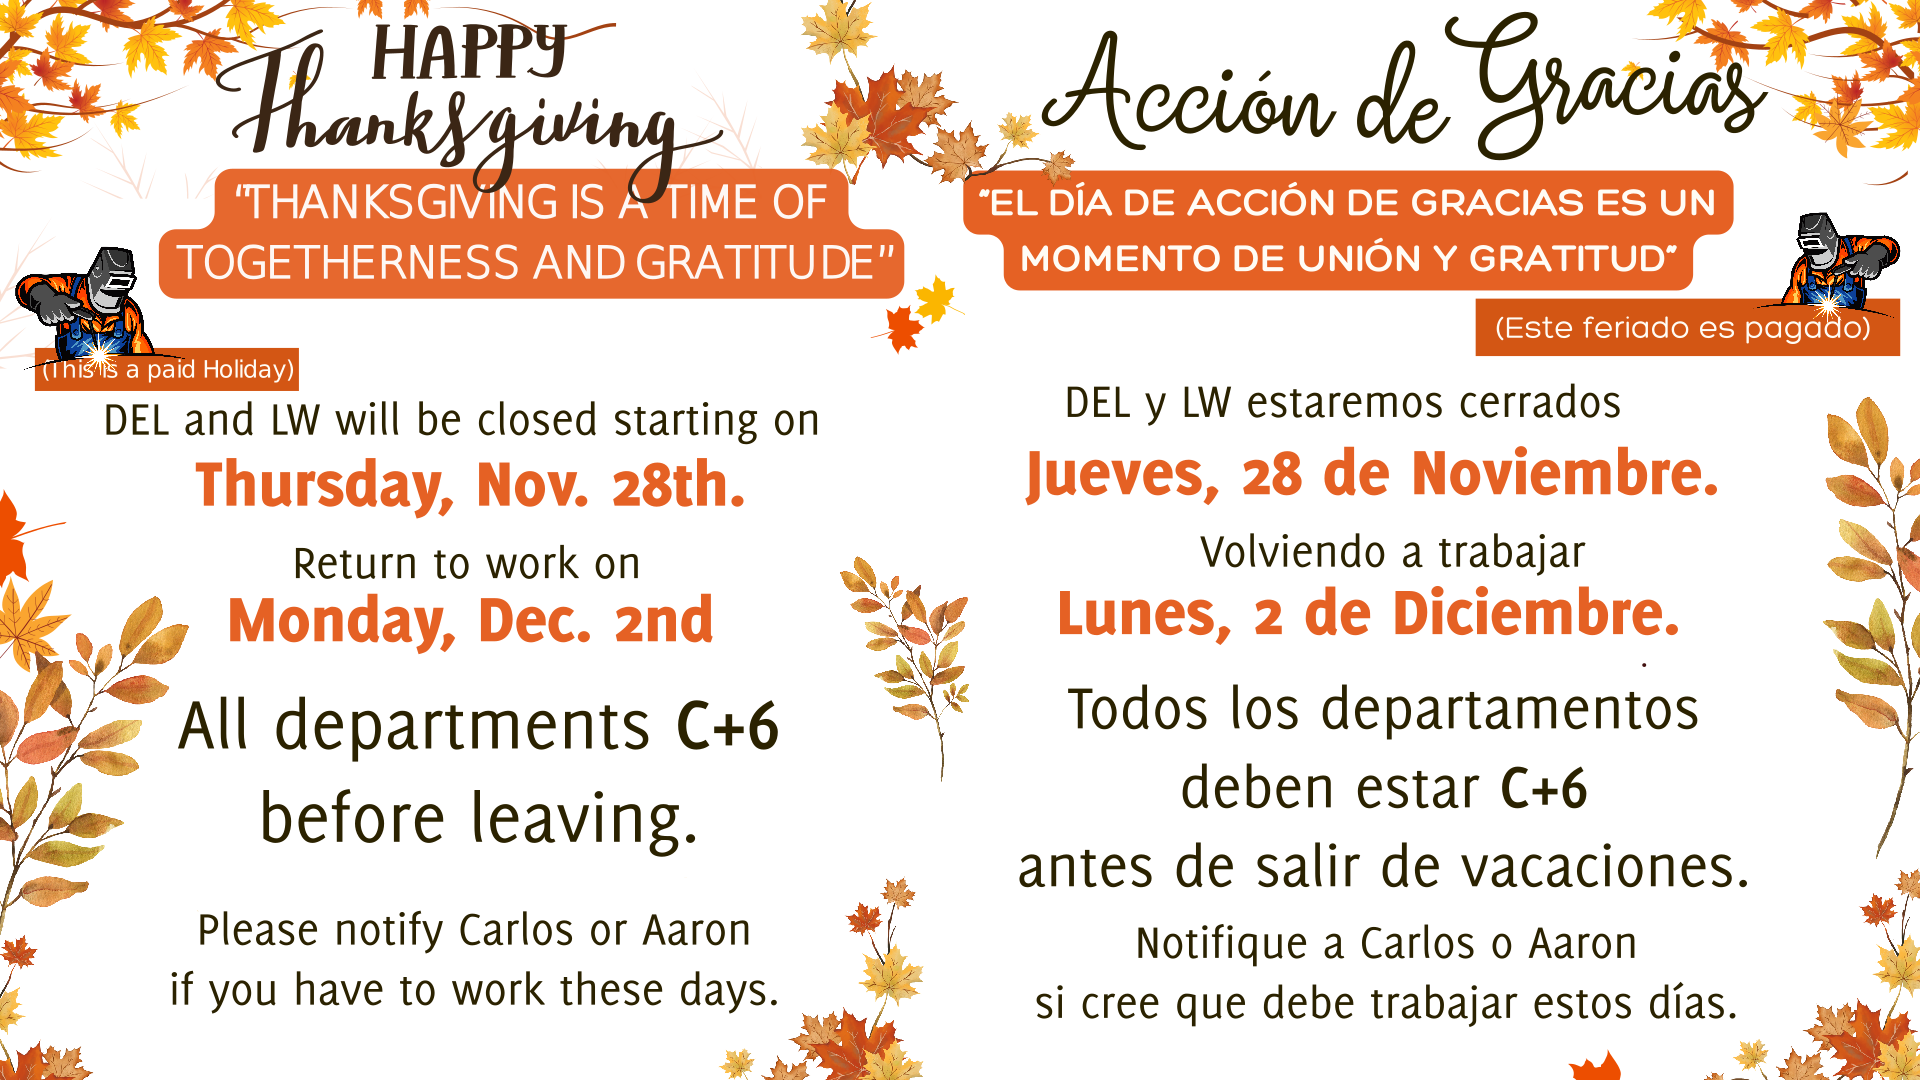 HAPPY
Thanksgiving
"THANKSGIVING IS A TIME OF
TOGETHERNESS AND GRATITUDE"
(This is a paid Holiday)
DEL and LW will be closed starting on
Thursday, Nov. 28th.
Return to work on
Monday, Dec. 2nd
All departments C+6
before leaving.
Please notify Carlos or Aaron
if you have to work these days.
Acción de Gracias
"EL DÍA DE ACCIÓN DE GRACIAS ES UN
MOMENTO DE UNIÓN Y GRATITUD"
(Este feriado es pagado)
DEL y LW estaremos cerrados
Jueves, 28 de Noviembre.
Volviendo a trabajar
Lunes, 2 de Diciembre.
.
Todos los departamentos
deben estar C+6
antes de salir de vacaciones.
Notifique a Carlos o Aaron
si cree que debe trabajar estos días.